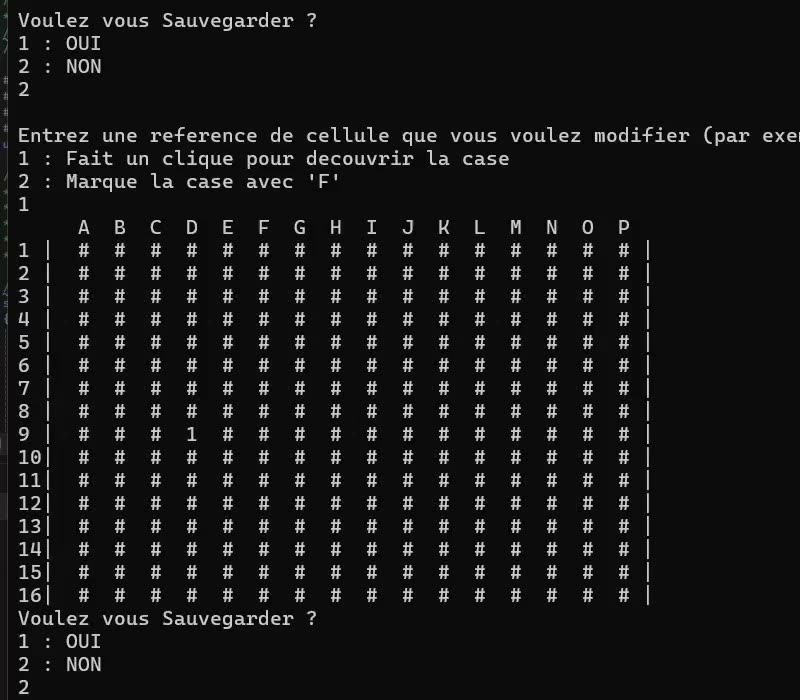 Voulez vous Sauvegarder ?
1 : OUI
2 : NON
2
Entrez une reference de cellule que vous voulez modifier (par
1 : Fait un clique pour decouvrir la case
2 : Marque la case avec 'F'
1
A B C D E F G H I J K L M N O P
1 | # # # # # # # # # # # # # # # # |
2 | # # # # # # # # # # # # # # # # |
3 | # # # # # # # # # # # # # # # # |
4 | # # # # # # # # # # # # # # # # |
5 | # # # # # # # # # # # # # # # # |
6 | # # # # # # # # # # # # # # # # |
7 | # # # # # # # # # # # # # # # # |
8 | # # # # # # # # # # # # # # # # |
9 | # # # 1 # # # # # # # # # # # # |
10| # # # # # # # # # # # # # # # # |
11| # # # # # # # # # # # # # # # # |
12| # # # # # # # # # # # # # # # # |
13| # # # # # # # # # # # # # # # # |
14| # # # # # # # # # # # # # # # # |
15| # # # # # # # # # # # # # # # # |
16| # # # # # # # # # # # # # # # # |
Voulez vous Sauvegarder ?
1 : OUI
2 : NON
2